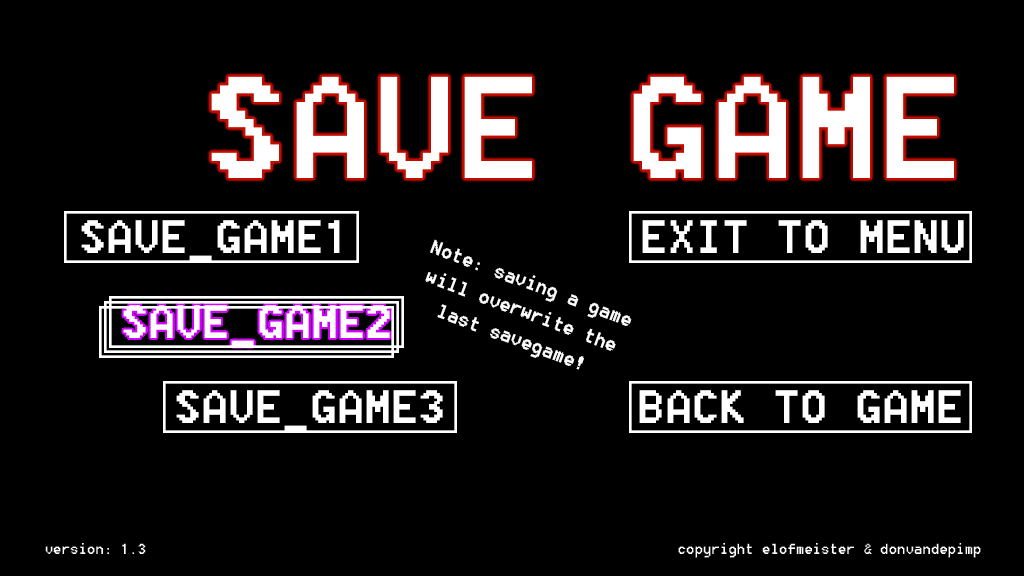 SAVE GAME
SAVE_GAME1
EXIT TO MENU
Note: saving a game
will overwrite the
last savegame!
SAVE_GAME2
SAVE_GAME3
BACK TO GAME
version: 1.3
copyright elofmeister & donvandepimp